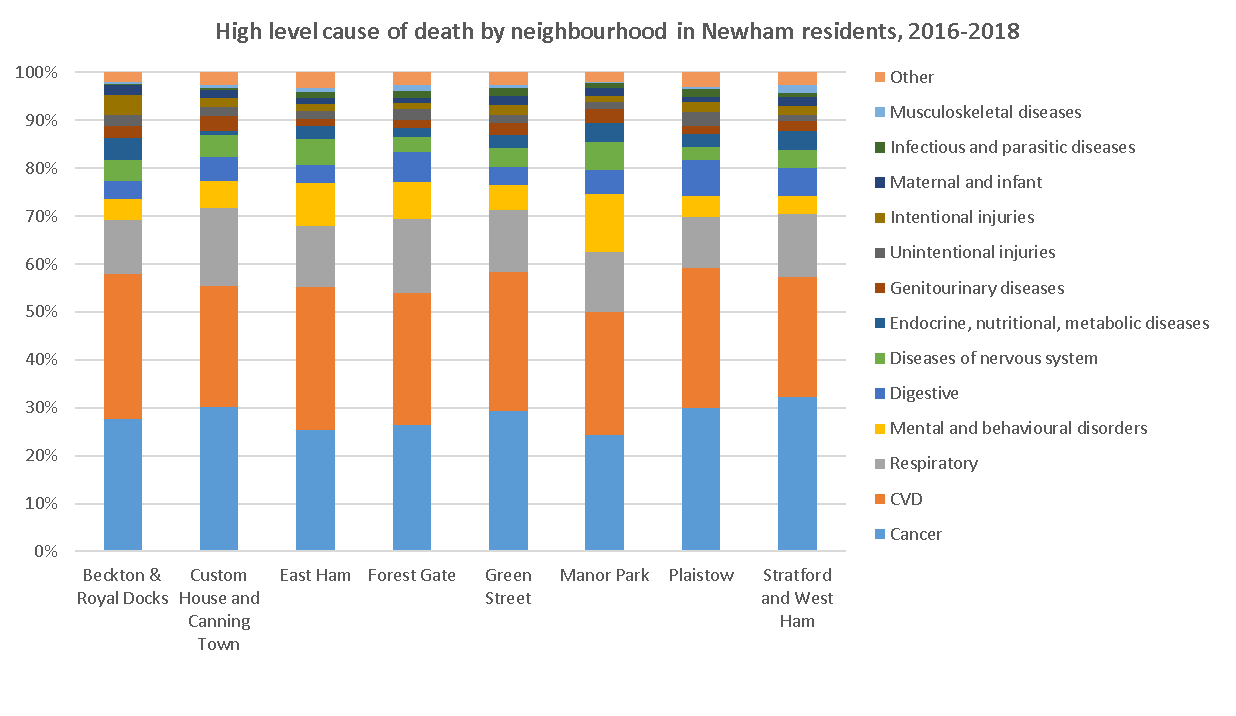 High level cause of death by neighbourhood in Newham residents, 2016-2018
100%
90%
80%
70%
60%
50%
40%
30%
20%
10%
0%
Beckton &
Royal Docks
Custom
House and
Canning
Town
East Ham
Forest Gate
Green
Street
Manor Park
Plaistow
Stratford
and West
Ham
Other
Musculoskeletal diseases
Infectious and parasitic diseases
Maternal and infant
Intentional injuries
Unintentional injuries
Genitourinary diseases
Endocrine, nutritional, metabolic diseases
Diseases of nervous system
Digestive
Mental and behavioural disorders
Respiratory
CVD
Cancer